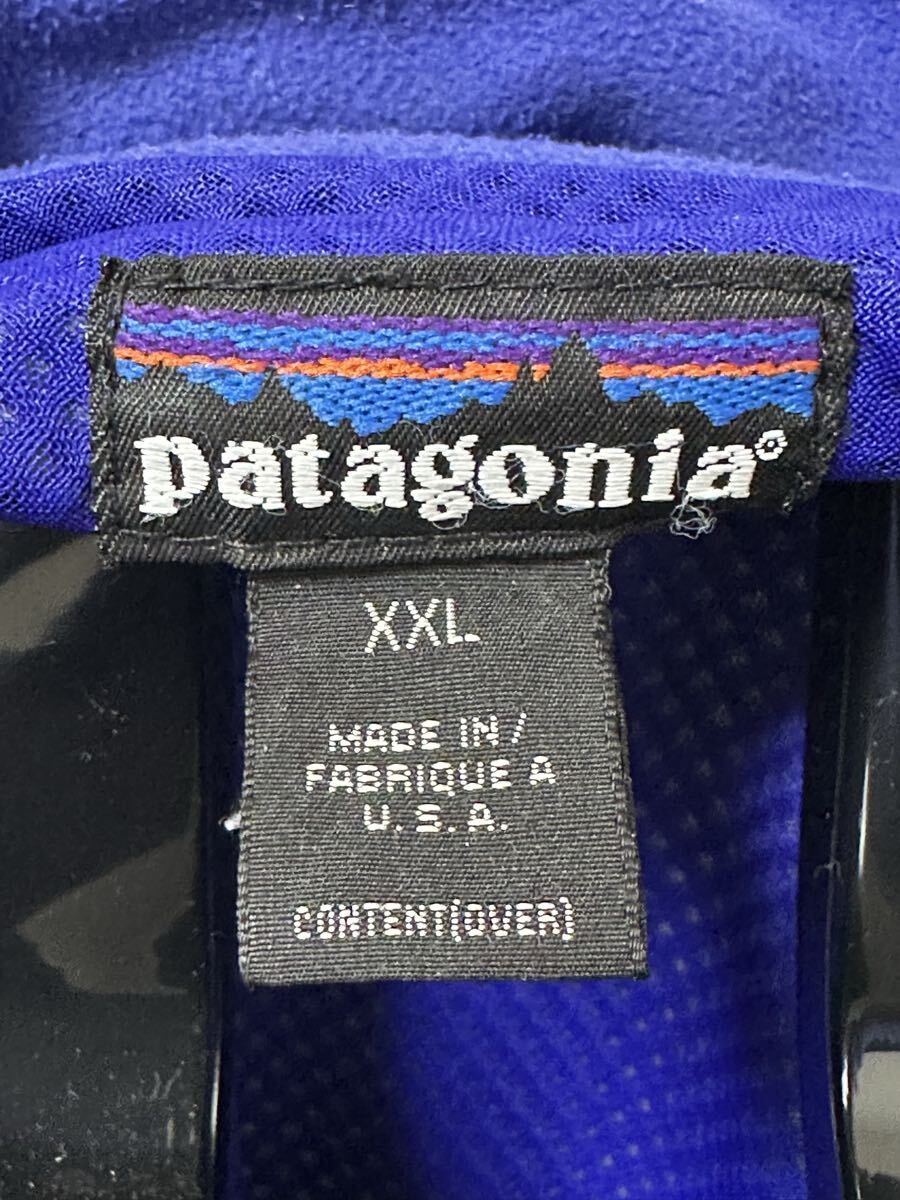 patagonia®
XXL
MADE IN/
FABRIQUE A
U.S.A.
CONTENT(OVER)